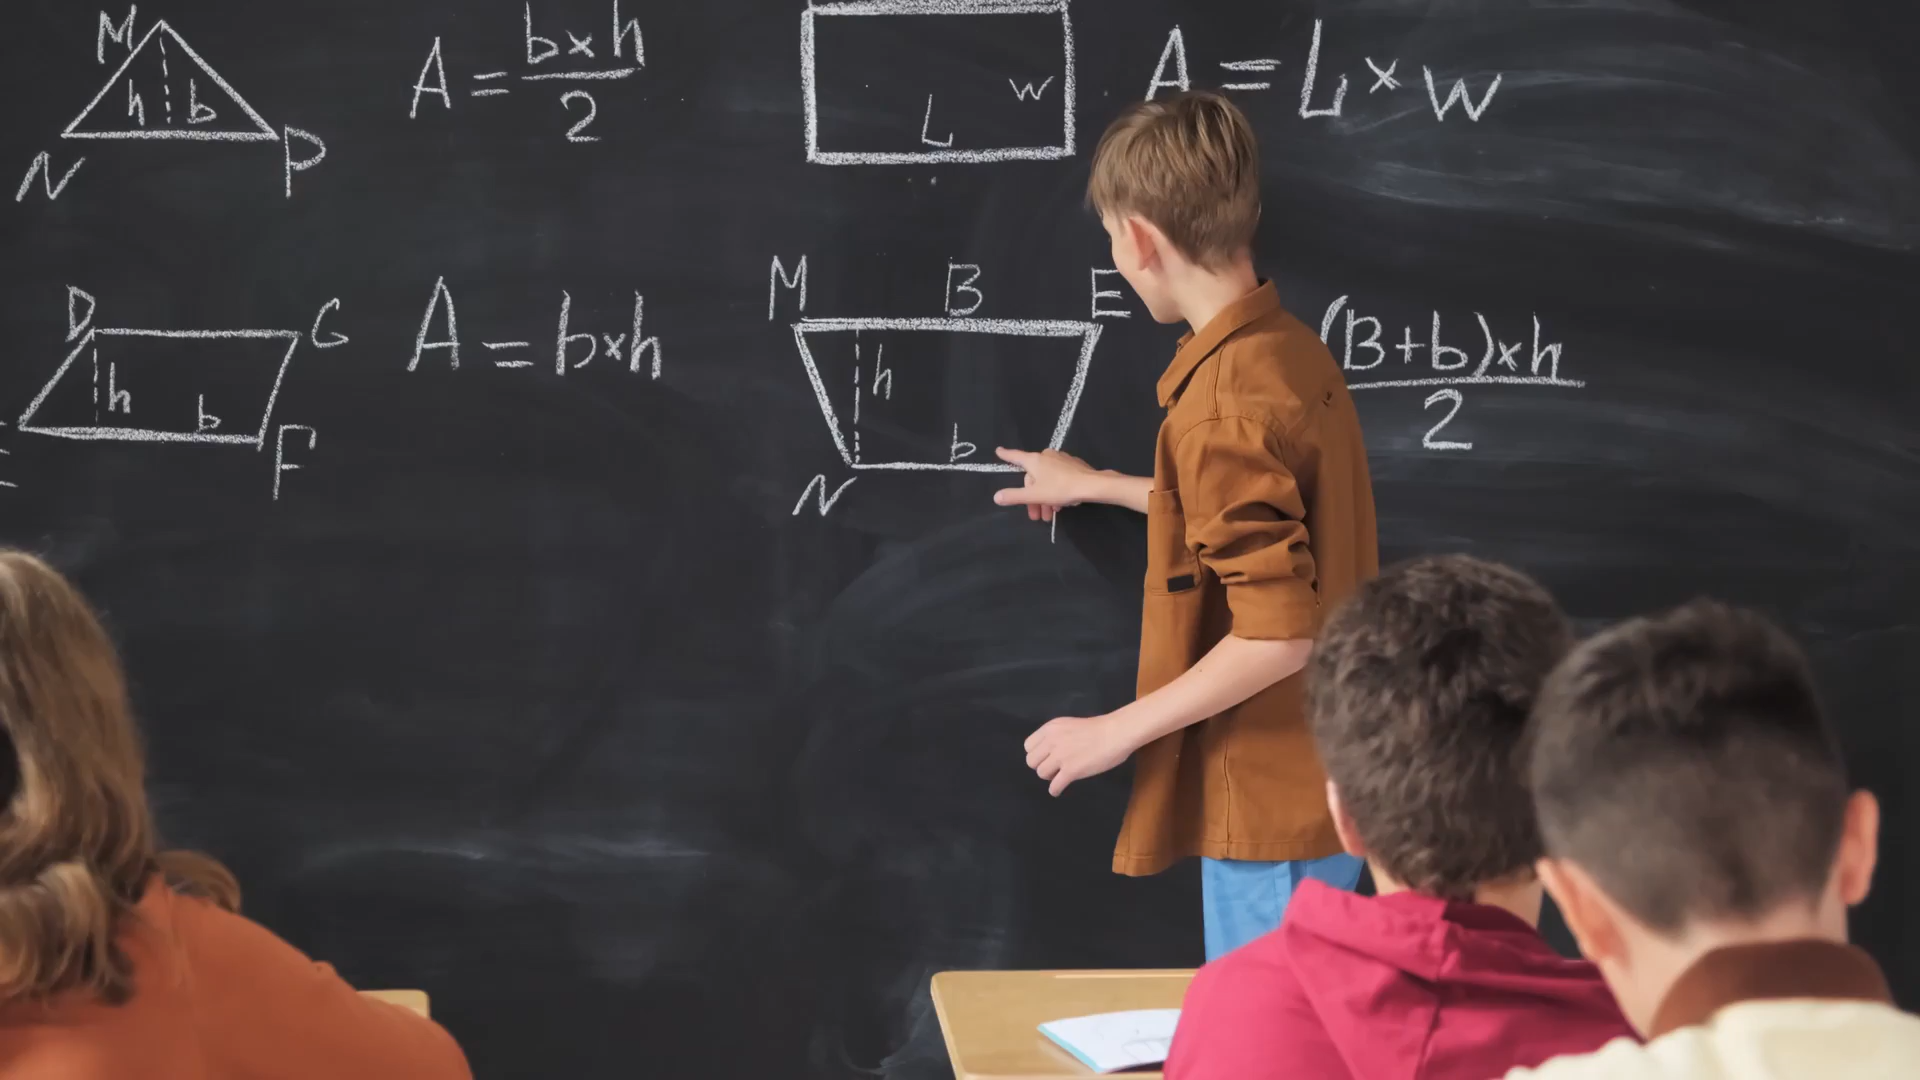 M
h b
N P
A = b×h
2
L w
A = L×w
D G
h b
F
A = b×h
M B E
h
b
N
(B+b)×h
2